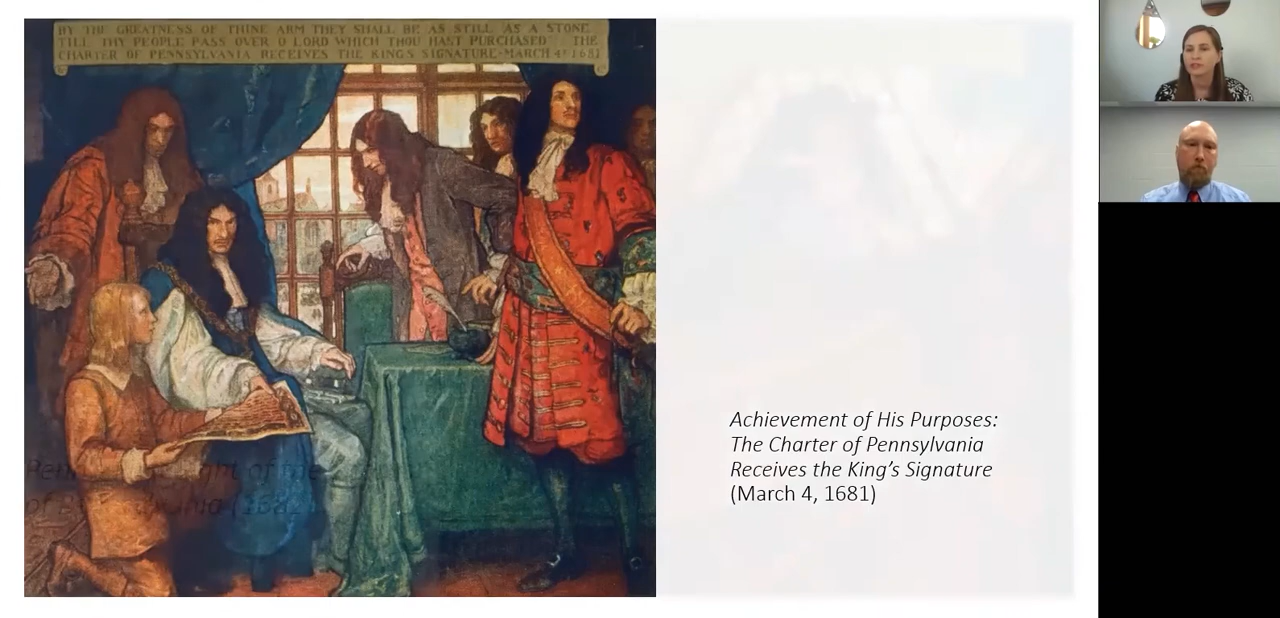 BY THE GREATNESS OF THINE ARM THEY SHALL BE AS STILL AS A STONE
TILL THY PEOPLE PASS OVER O LORD WHICH THOU HAST PURCHASED THE
CHARTER OF PENNSYLVANIA RECEIVES THE KINGS SIGNATURE-MARCH 4th 1681
Achievement of His Purposes:
The Charter of Pennsylvania
Receives the King's Signature
(March 4, 1681)